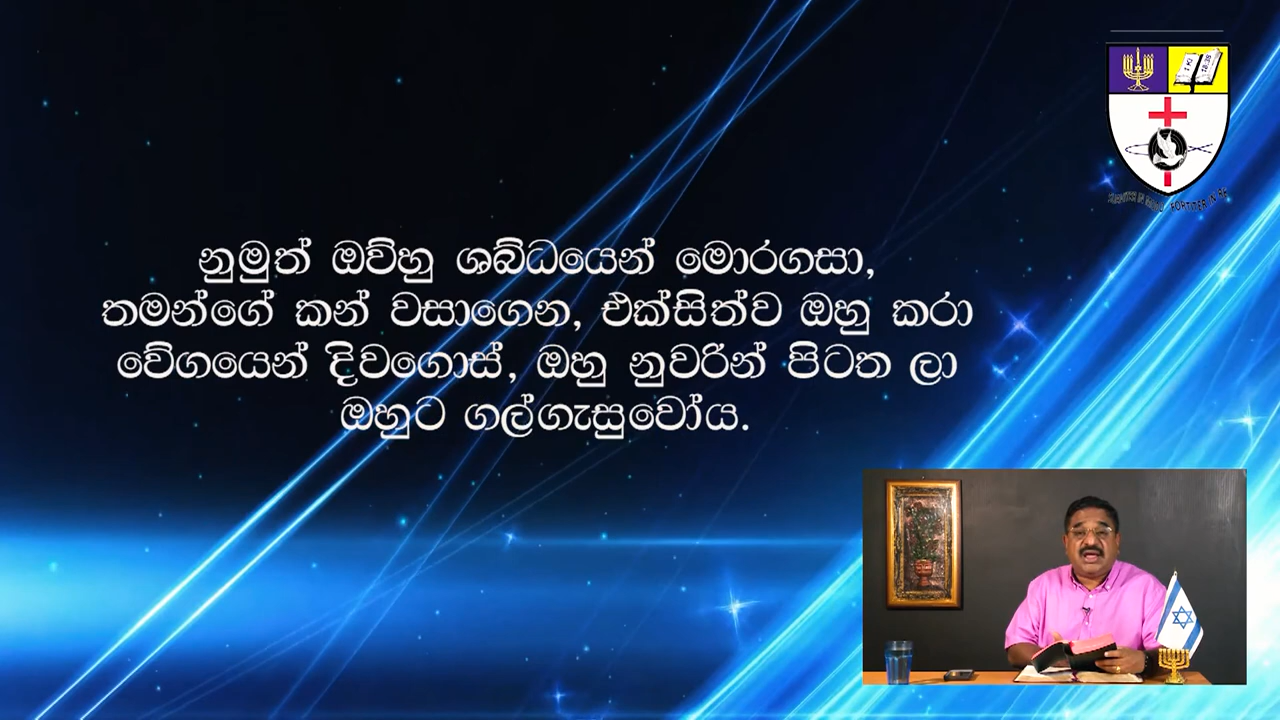 නුමුත් ඔව්හු ශබ්ධයෙන් මොරගසා,
තමන්ගේ කන් වසාගෙන, එක්සිත්ව ඔහු කරා
වේගයෙන් දිවගොස්, ඔහු නුවරින් පිටත ලා
ඔහුට ගල්ගැසුවෝය.